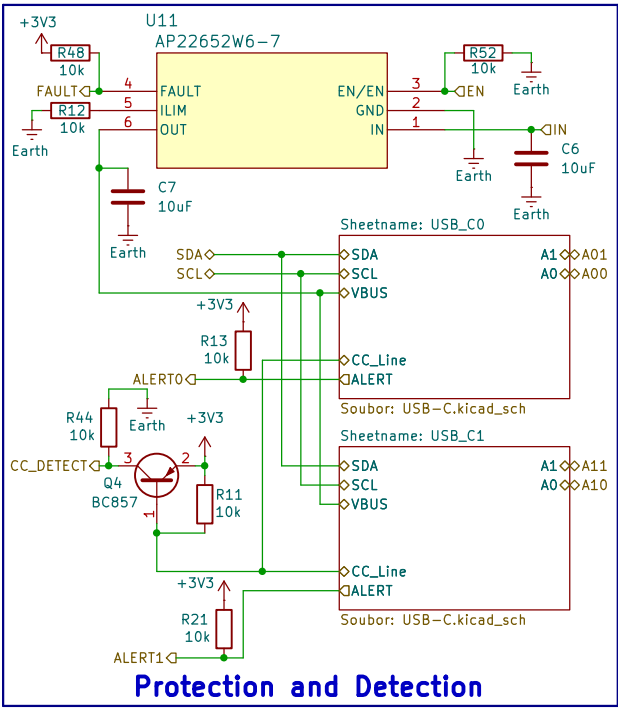 U11
AP22652W6-7
+3V3
R48
10k
R52
10k
Earth
FAULT
4
FAULT
EN/EN
3
EN
R12
10k
5
ILIM
GND
2
Earth
6
OUT
IN
1
IN
Earth
C6
10uF
Earth
C7
10uF
Earth
Sheetname: USB_C0
SDA
SDA
A1
A01
SCL
SCL
A0
A00
VBUS
+3V3
R13
10k
CC_Line
ALERT0
ALERT
Soubor: USB-C.kicad_sch
R44
10k
Earth
+3V3
Sheetname: USB_C1
CC_DETECT
3
2
SDA
A1
A11
Q4
BC857
SCL
A0
A10
R11
10k
1
VBUS
CC_Line
+3V3
ALERT
R21
10k
Soubor: USB-C.kicad_sch
ALERT1
Protection and Detection